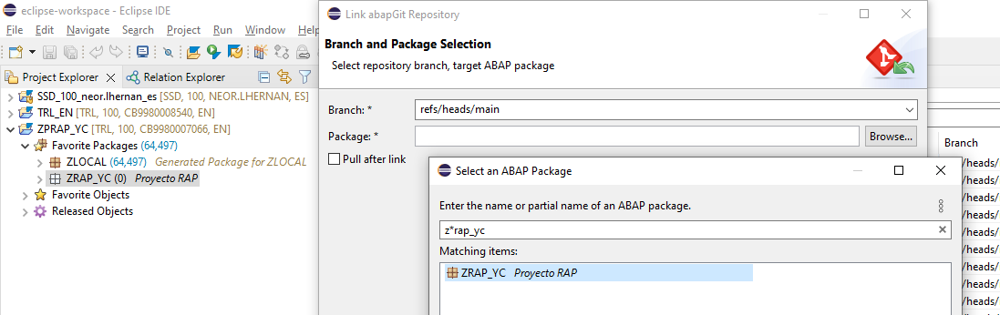 eclipse-workspace - Eclipse IDE
File Edit Navigate Search Project Run Window Help
Project Explorer Relation Explorer
SSD_100_neor.lhernan_es [SSD, 100, NEOR.LHERNAN, ES]
TRL_EN [TRL, 100, CB9980008540, EN]
ZPRAP_YC [TRL, 100, CB9980007066, EN]
Favorite Packages (64,497)
ZLOCAL (64,497) Generated Package for ZLOCAL
ZRAP_YC (0) Proyecto RAP
Favorite Objects
Released Objects
Link abapGit Repository
Branch and Package Selection
Select repository branch, target ABAP package
Branch: * refs/heads/main
Package: * Browse...
Pull after link
Select an ABAP Package
Enter the name or partial name of an ABAP package.
z*rap_yc
Matching items:
ZRAP_YC Proyecto RAP
Branch
/heads/
/heads/
/heads/
/heads/
/heads/
/heads/
/heads/
/heads/